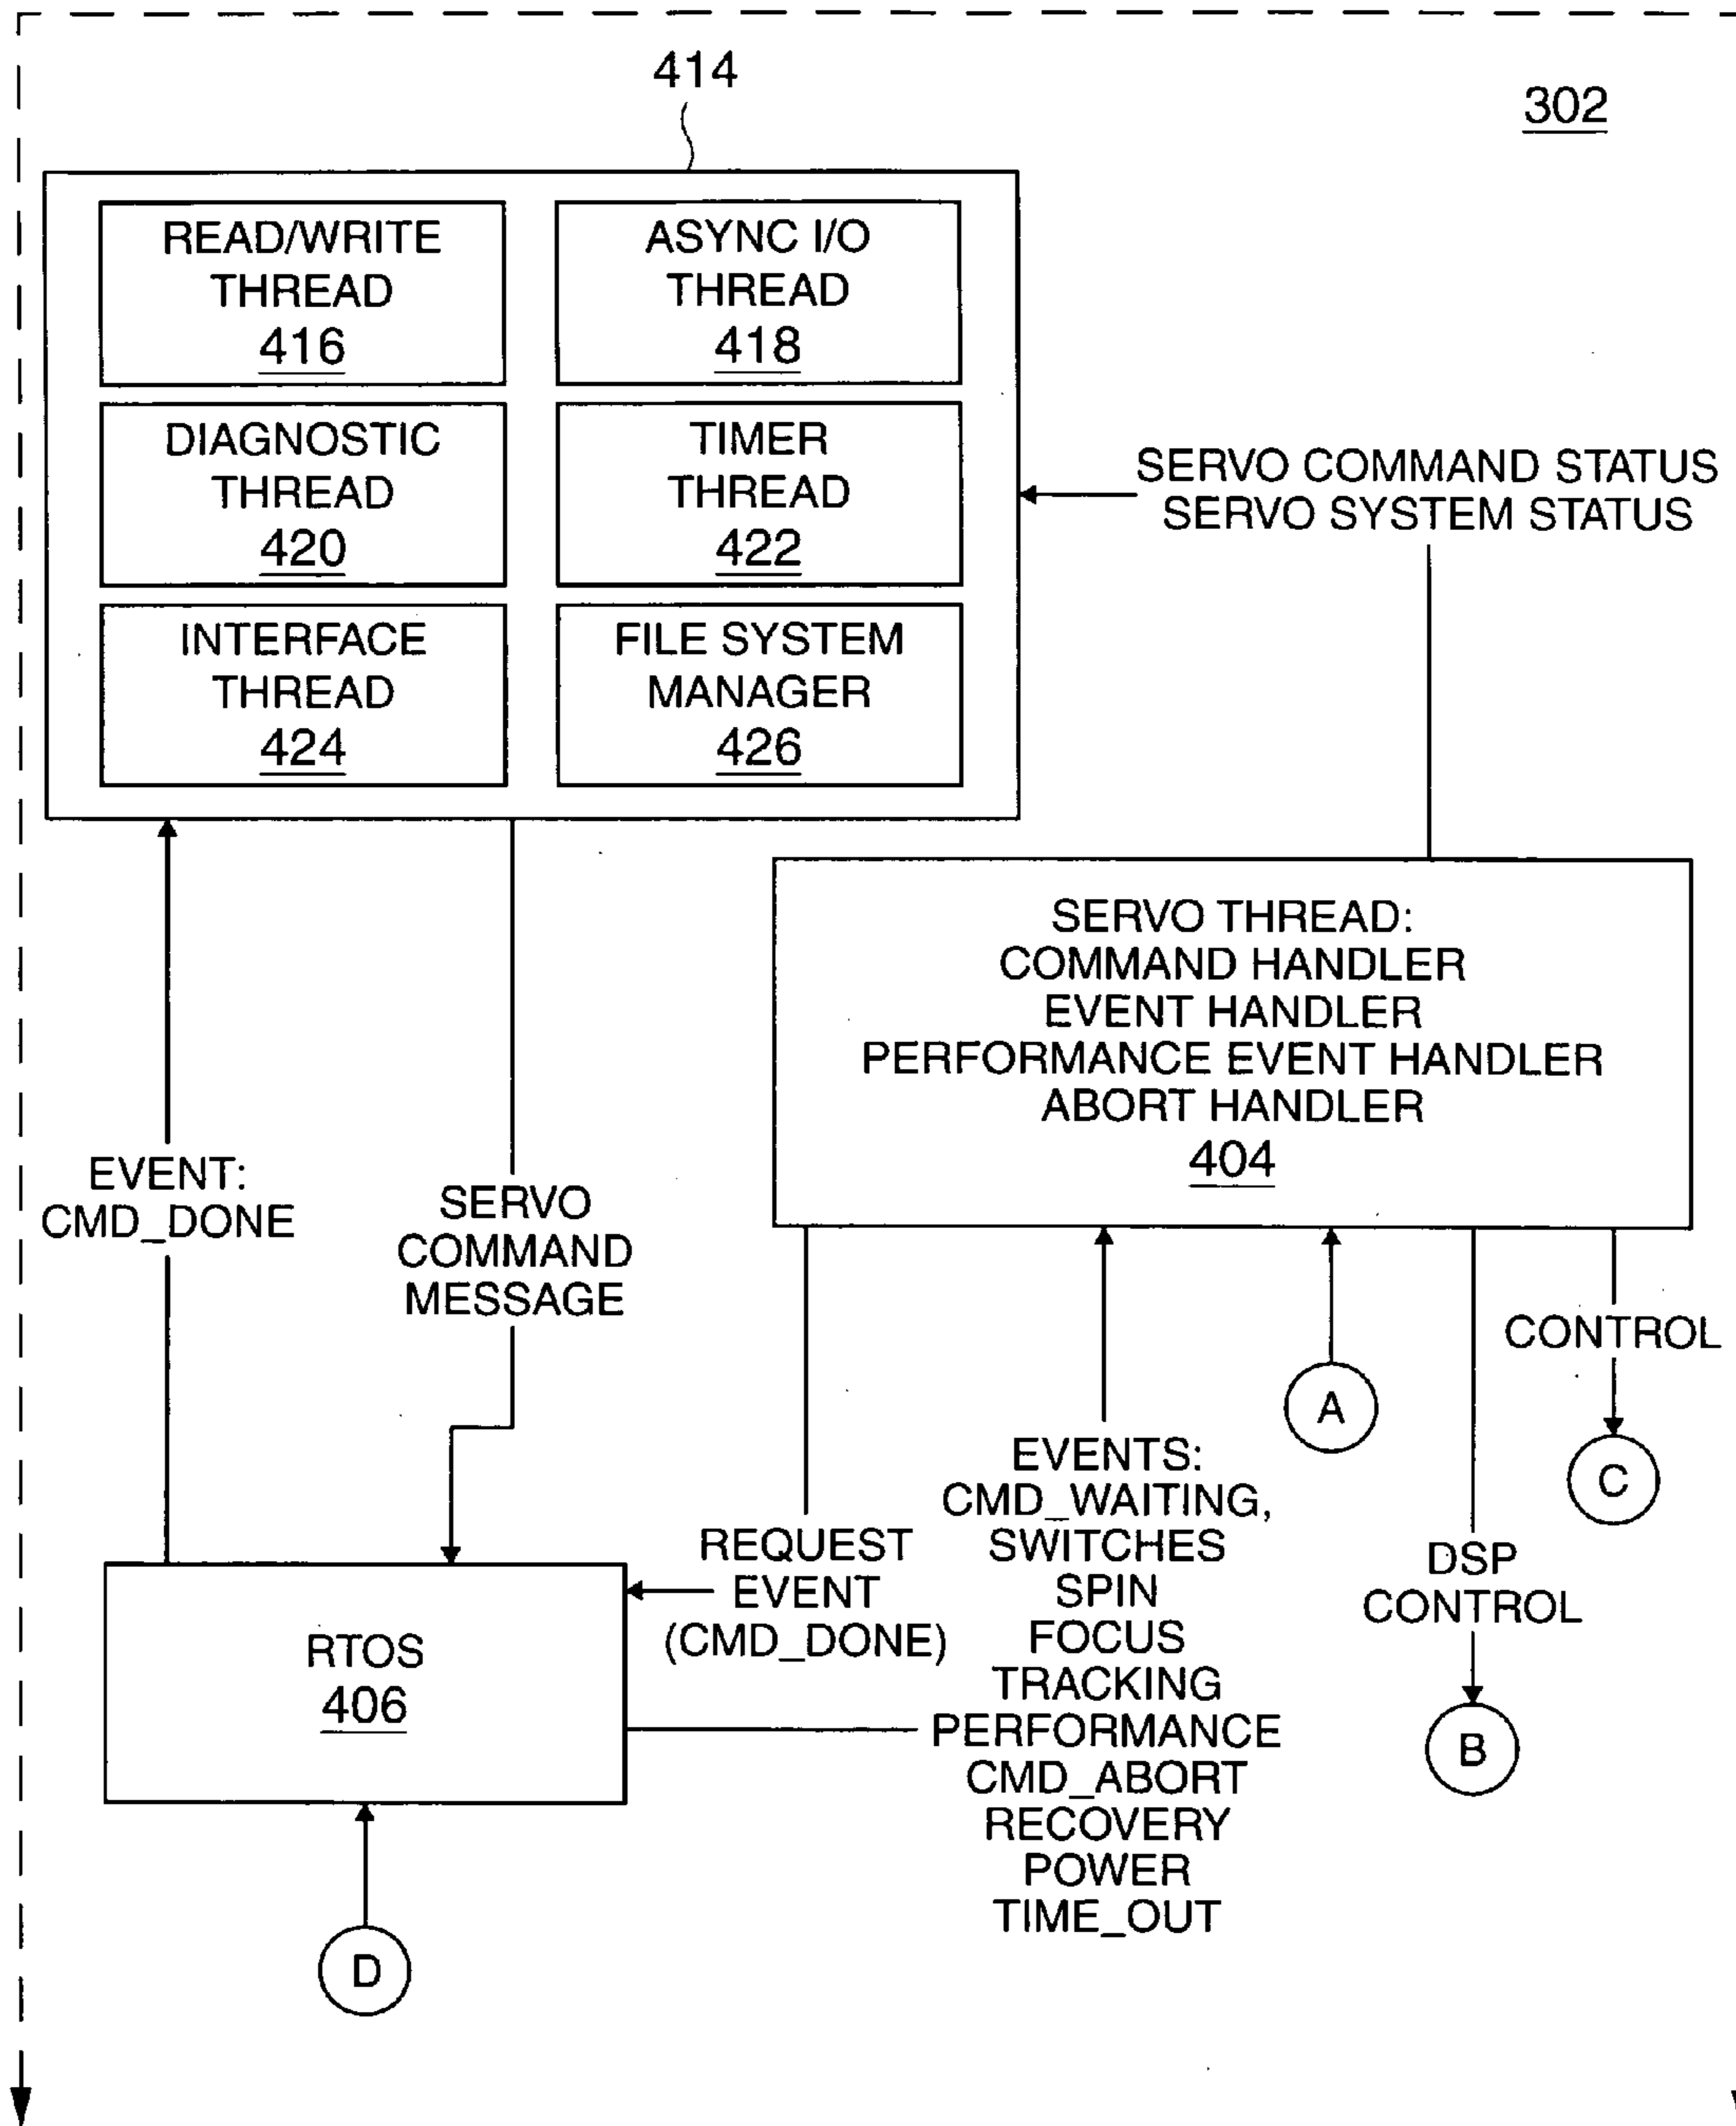 414
302
READ/WRITE
THREAD
416
ASYNC I/O
THREAD
418
DIAGNOSTIC
THREAD
420
TIMER
THREAD
422
INTERFACE
THREAD
424
FILE SYSTEM
MANAGER
426
SERVO COMMAND STATUS
SERVO SYSTEM STATUS
SERVO THREAD:
COMMAND HANDLER
EVENT HANDLER
PERFORMANCE EVENT HANDLER
ABORT HANDLER
404
EVENT:
CMD_DONE
SERVO
COMMAND
MESSAGE
CONTROL
A
C
REQUEST
EVENT
(CMD_DONE)
EVENTS:
CMD_WAITING,
SWITCHES
SPIN
FOCUS
TRACKING
PERFORMANCE
CMD_ABORT
RECOVERY
POWER
TIME_OUT
DSP
CONTROL
B
RTOS
406
D